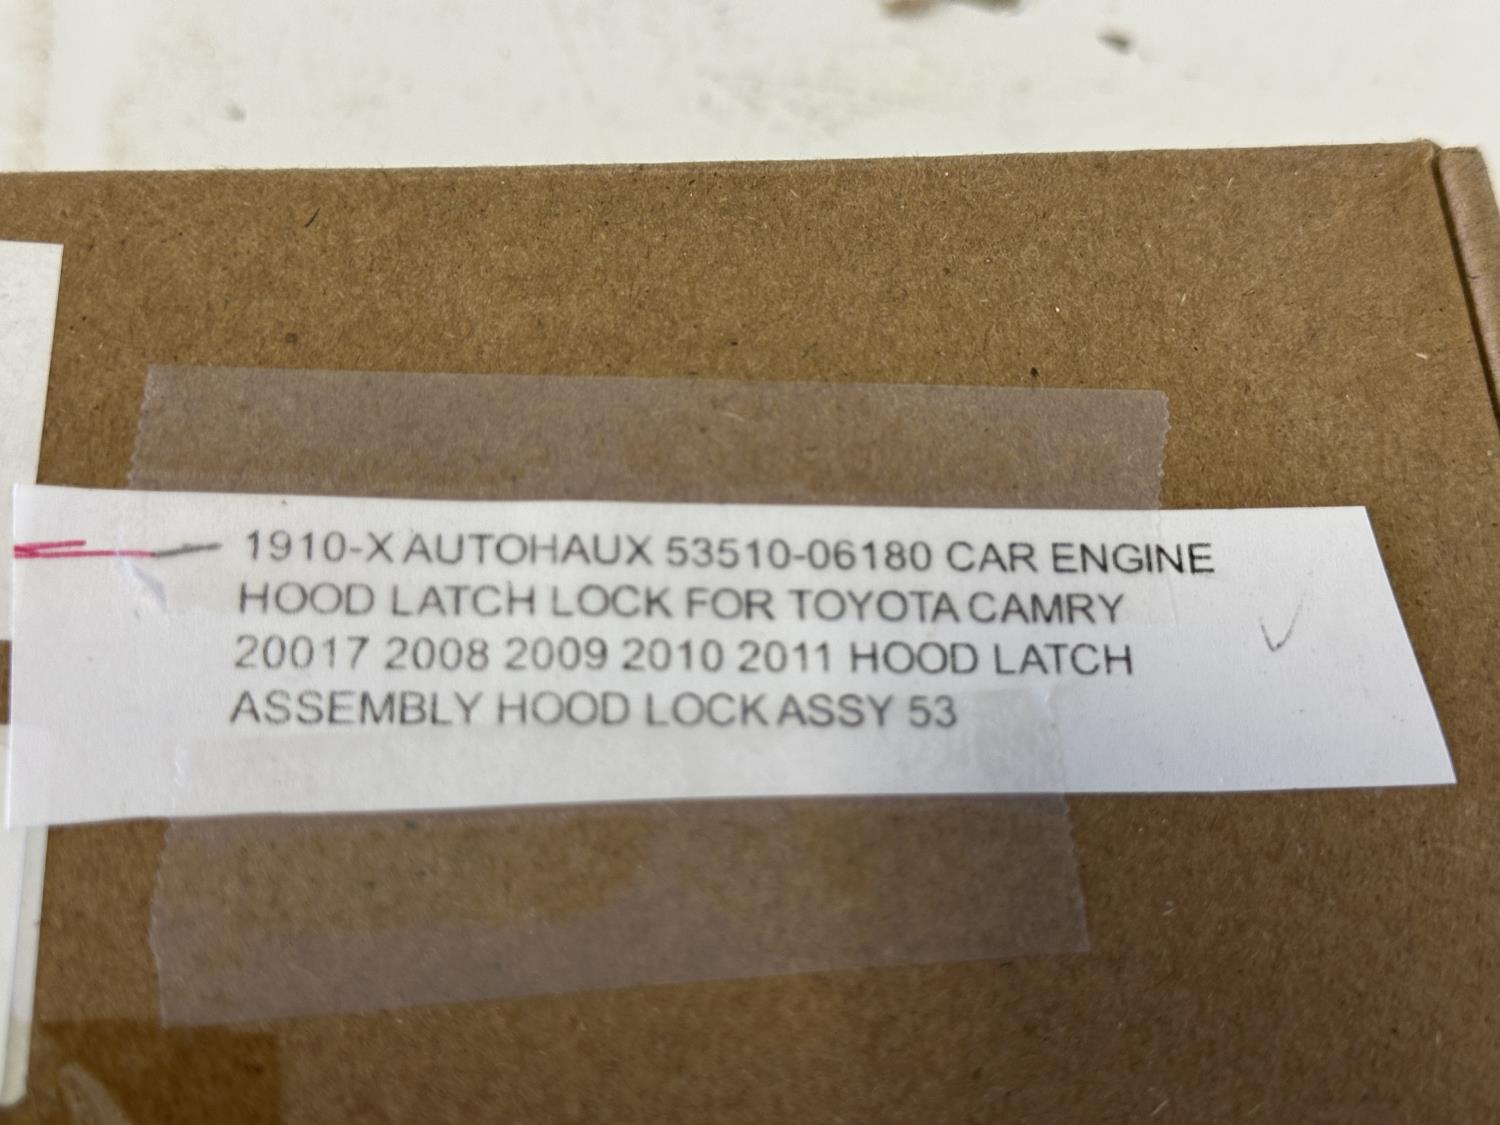 1910-X AUTOHAUX 53510-06180 CAR ENGINE
HOOD LATCH LOCK FOR TOYOTA CAMRY
20017 2008 2009 2010 2011 HOOD LATCH
ASSEMBLY HOOD LOCK ASSY 53